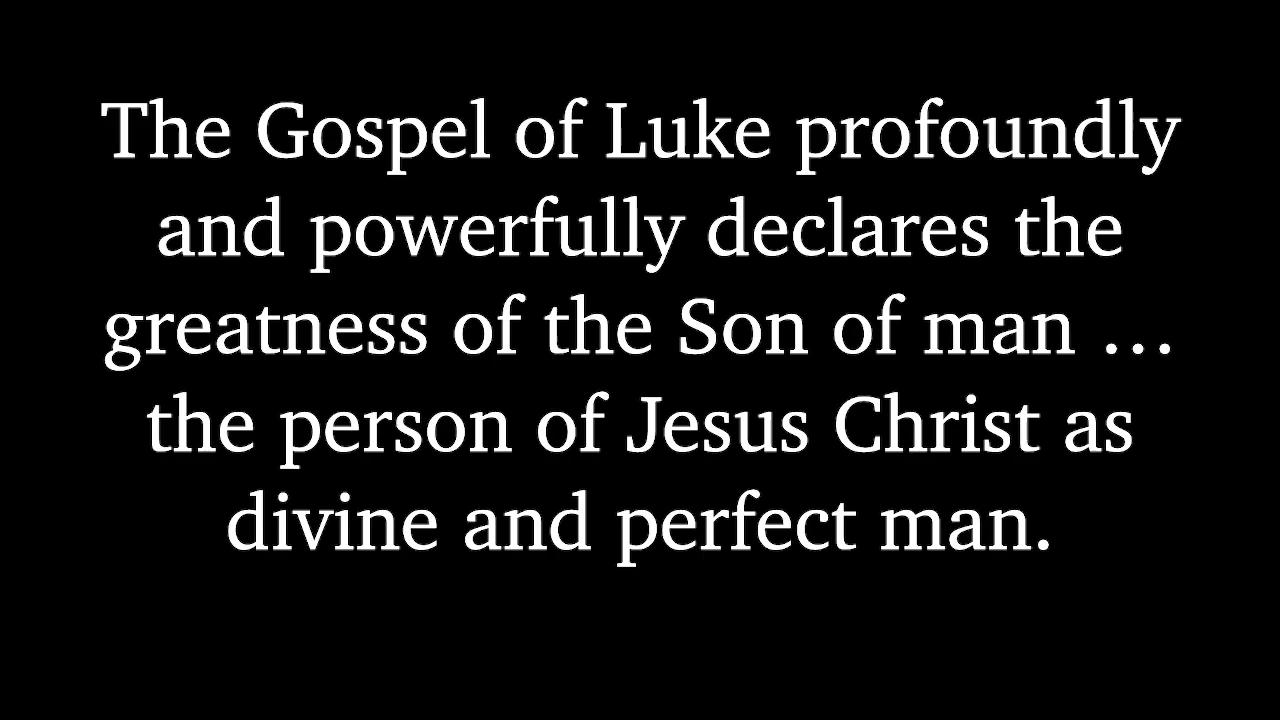 The Gospel of Luke profoundly
and powerfully declares the
greatness of the Son of man …
the person of Jesus Christ as
divine and perfect man.